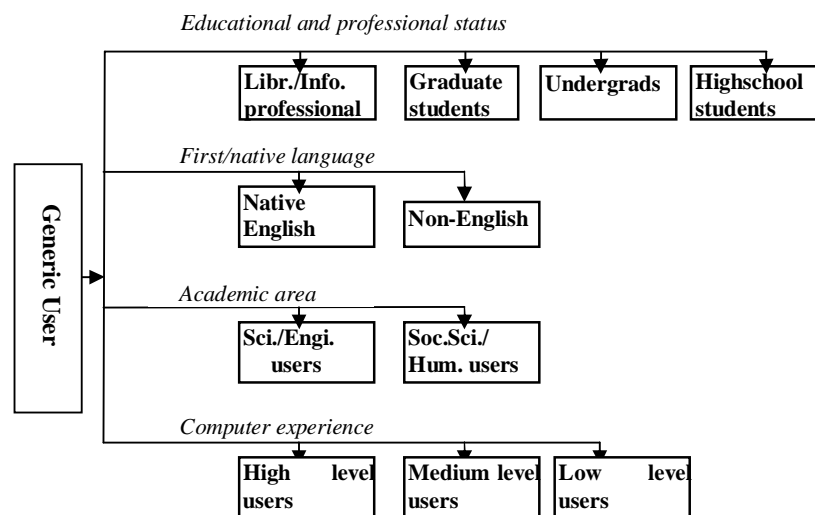 Educational and professional status
Libr./Info.
professional
Graduate
students
Undergrads
Highschool
students
First/native language
Native
English
Non-English
Generic User
Academic area
Sci./Engi.
users
Soc.Sci./
Hum. users
Computer experience
High level
users
Medium level
users
Low level
users